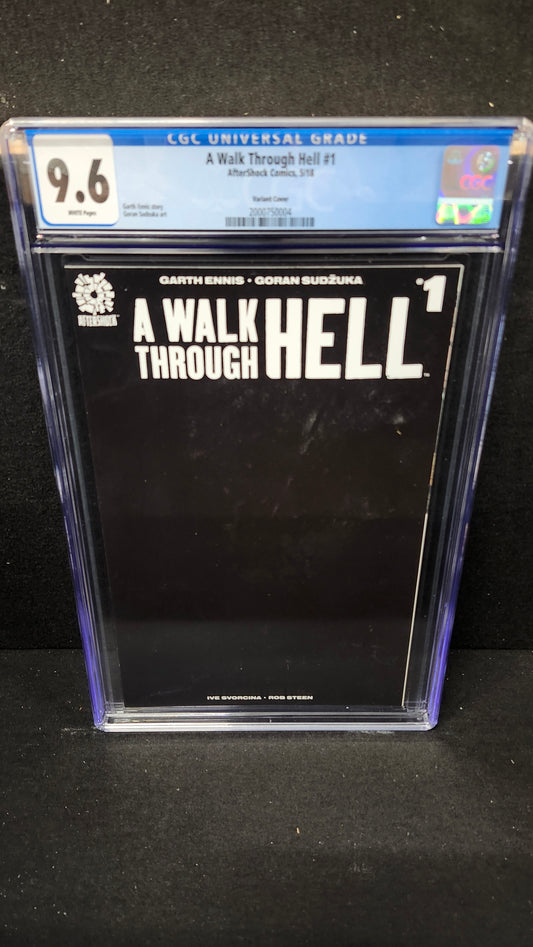 CGC UNIVERSAL GRADE
9.6
WHITE Pages
A Walk Through Hell #1
AfterShock Comics, 5/18
Garth Ennis story
Goran Sudzuka art
Variant Cover
2000750004
CGC
GARTH ENNIS • GORAN SUDŽUKA
#1
AFTERSHOCK
A WALK
THROUGH HELL™
IVE SVORCINA • ROB STEEN